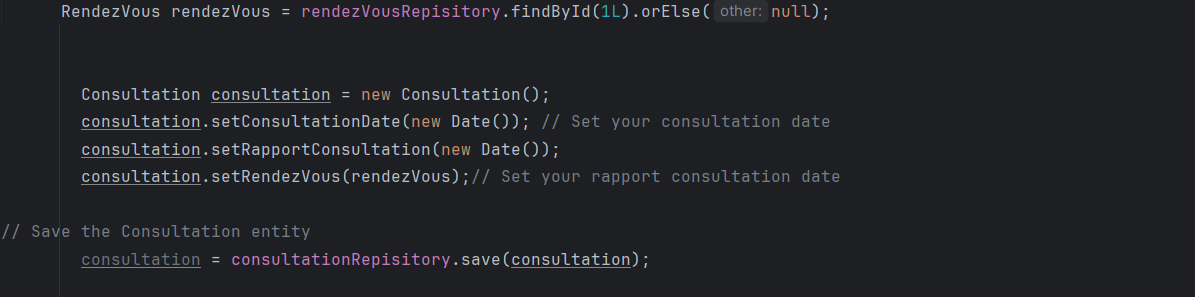 RendezVous rendezVous = rendezVousRepisitory.findById(1L).orElse( other: null);
Consultation consultation = new Consultation();
consultation.setConsultationDate(new Date()); // Set your consultation date
consultation.setRapportConsultation(new Date());
consultation.setRendezVous(rendezVous);// Set your rapport consultation date
// Save the Consultation entity
consultation = consultationRepisitory.save(consultation);